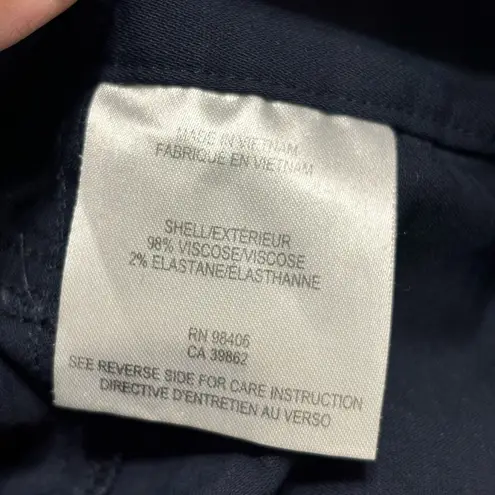 MADE IN VIETNAM
FABRIQUÉ EN VIETNAM
SHELL/EXTÉRIEUR
98% VISCOSE/VISCOSE
2% ELASTANE/ÉLASTHANNE
RN 98406
CA 39862
SEE REVERSE SIDE FOR CARE INSTRUCTION
DIRECTIVE D'ENTRETIEN AU VERSO